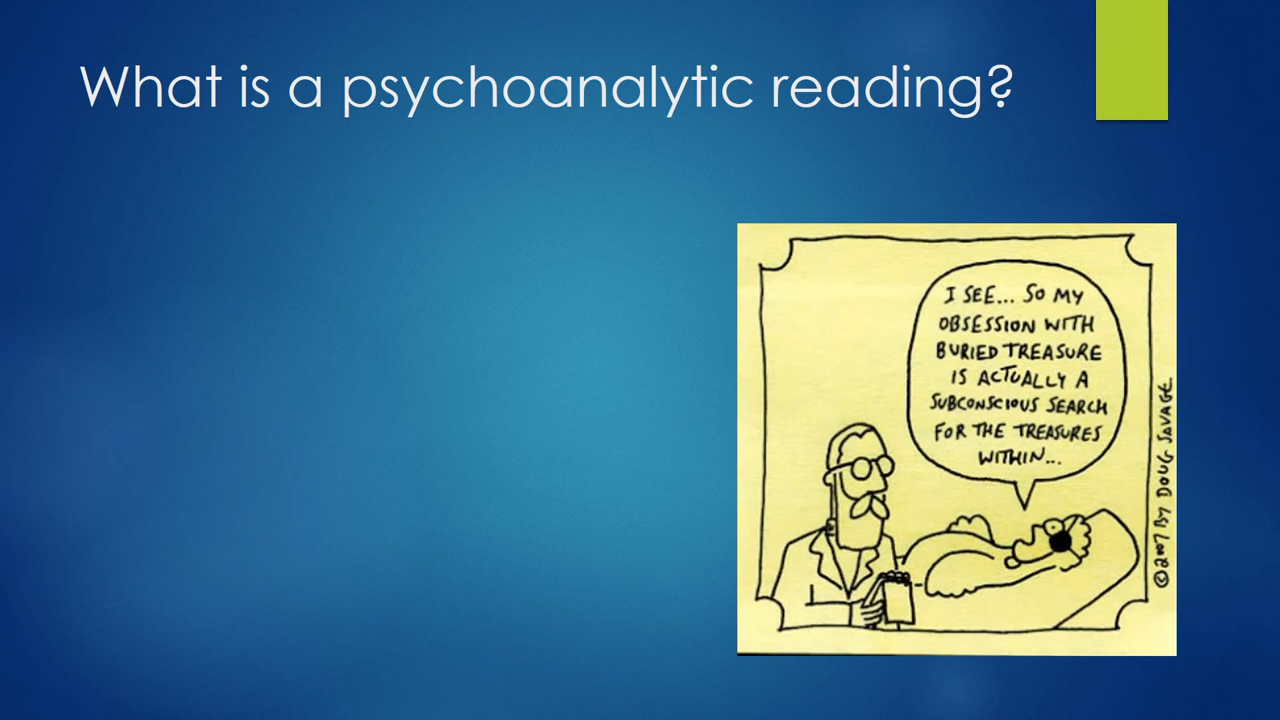 What is a psychoanalytic reading?
I SEE... SO MY
OBSESSION WITH
BURIED TREASURE
IS ACTUALLY A
SUBCONSCIOUS SEARCH
FOR THE TREASURES
WITHIN...
©2007 BY DOUG SAVAGE